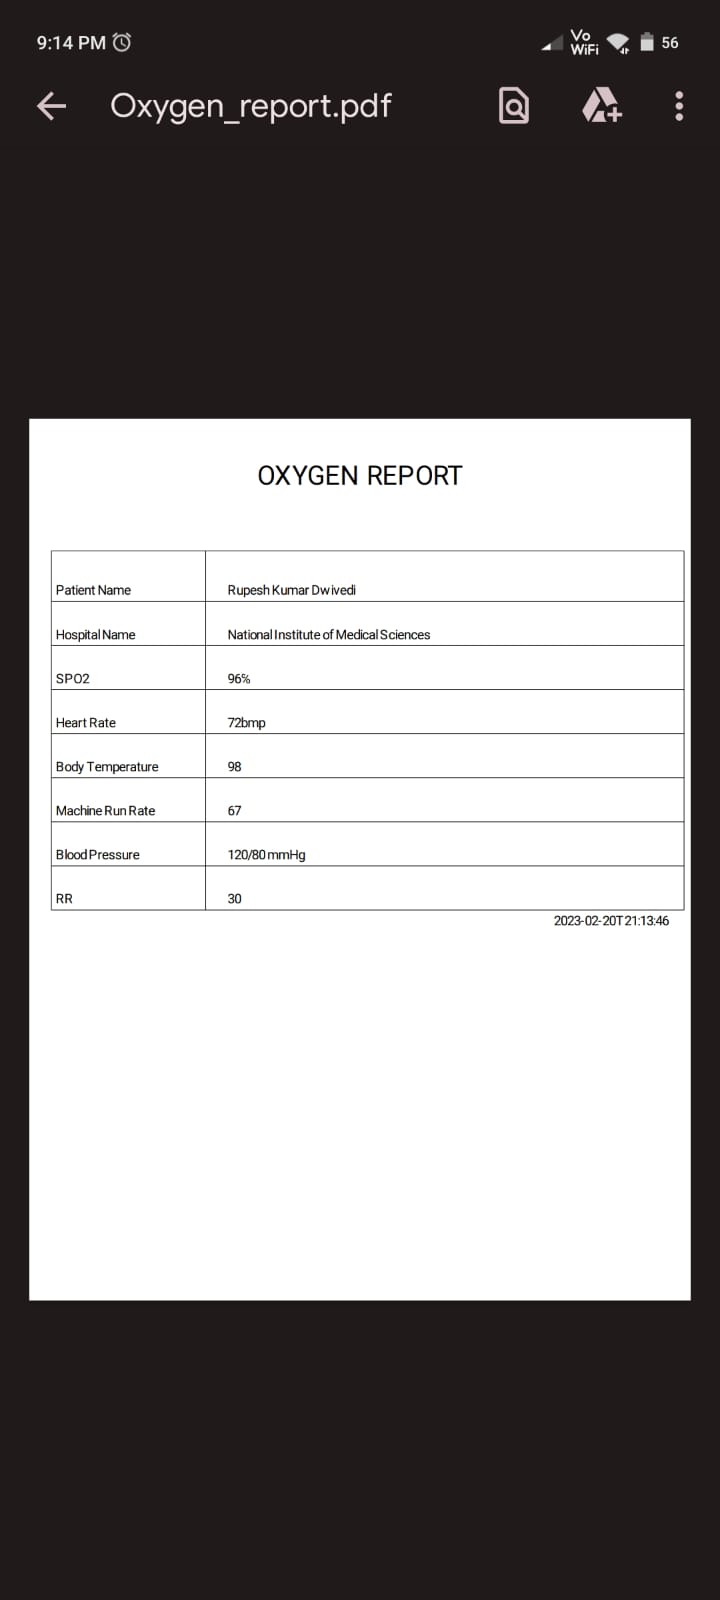 9:14 PM
Vo WiFi 56
Oxygen_report.pdf
OXYGEN REPORT
Patient Name Rupesh Kumar Dwivedi
Hospital Name National Institute of Medical Sciences
SPO2 96%
Heart Rate 72bmp
Body Temperature 98
Machine Run Rate 67
Blood Pressure 120/80 mmHg
RR 30
2023-02-20T21:13:46